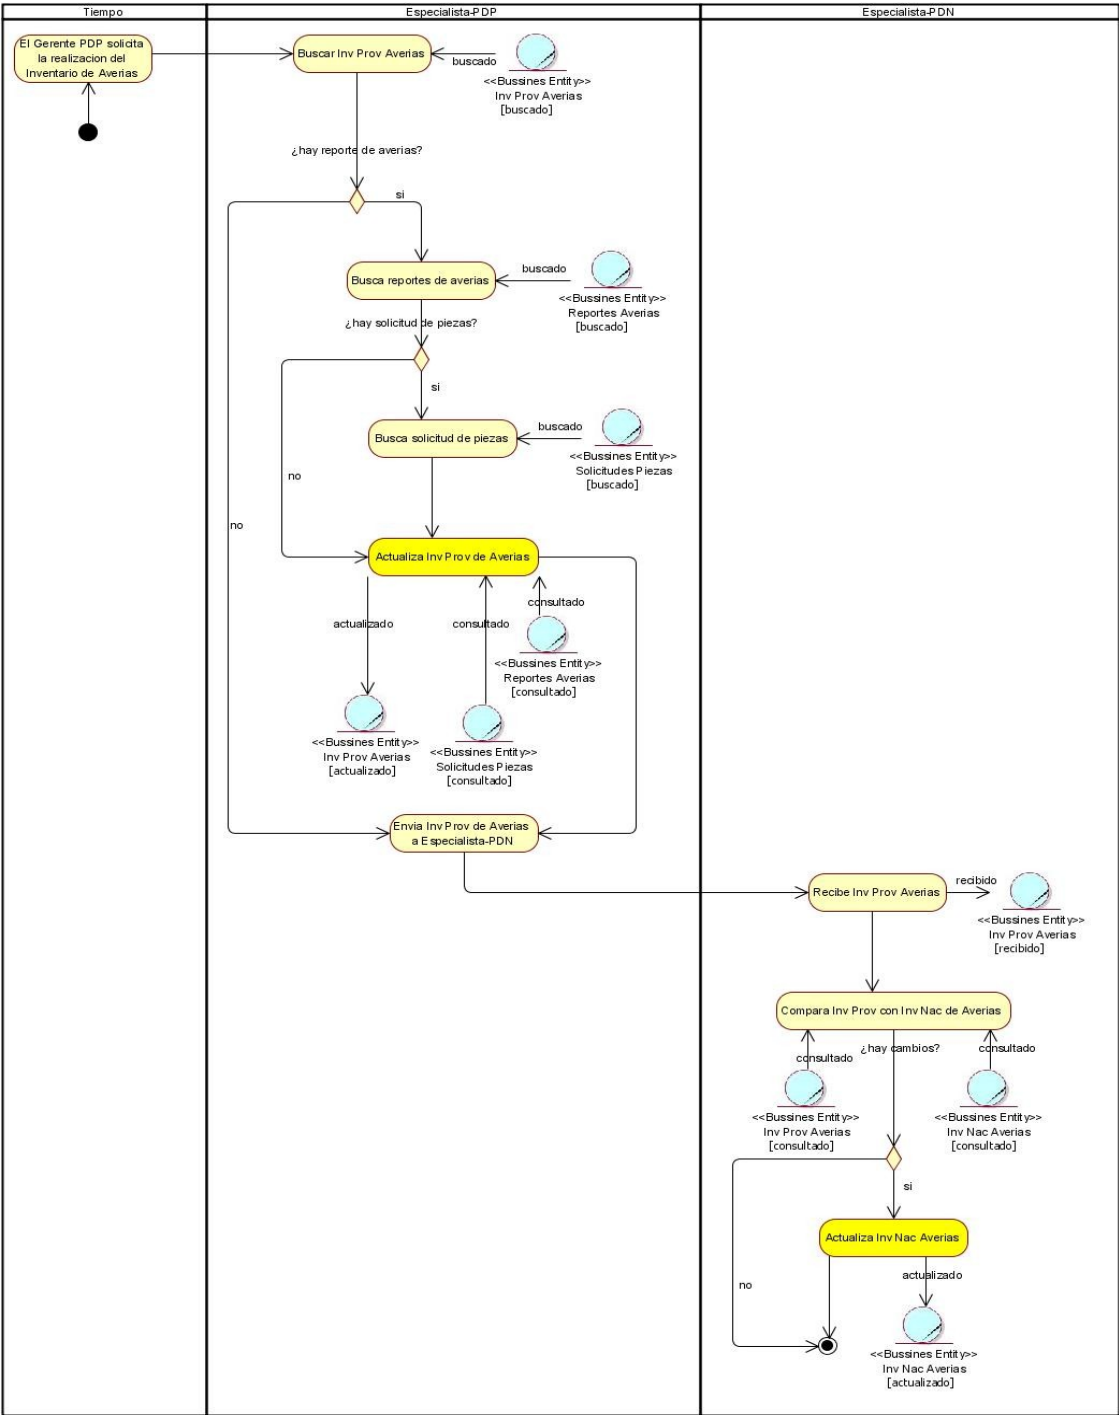 Tiempo
Especialista-PDP
Especialista-PDN
El Gerente PDP solicita
la realizacion del
Inventario de Averias
Buscar Inv Prov Averias
buscado
<<Bussines Entity>>
Inv Prov Averias
[buscado]
¿hay reporte de averias?
si
Busca reportes de averias
buscado
<<Bussines Entity>>
Reportes Averias
[buscado]
¿hay solicitud de piezas?
si
Busca solicitud de piezas
buscado
<<Bussines Entity>>
Solicitudes Piezas
[buscado]
no
no
Actualiza Inv Prov de Averias
actualizado
consultado
consultado
<<Bussines Entity>>
Reportes Averias
[consultado]
<<Bussines Entity>>
Inv Prov Averias
[actualizado]
<<Bussines Entity>>
Solicitudes Piezas
[consultado]
Envia Inv Prov de Averias
a Especialista-PDN
Recibe Inv Prov Averias
recibido
<<Bussines Entity>>
Inv Prov Averias
[recibido]
Compara Inv Prov con Inv Nac de Averias
consultado
¿hay cambios?
consultado
<<Bussines Entity>>
Inv Prov Averias
[consultado]
<<Bussines Entity>>
Inv Nac Averias
[consultado]
si
Actualiza Inv Nac Averias
no
actualizado
<<Bussines Entity>>
Inv Nac Averias
[actualizado]